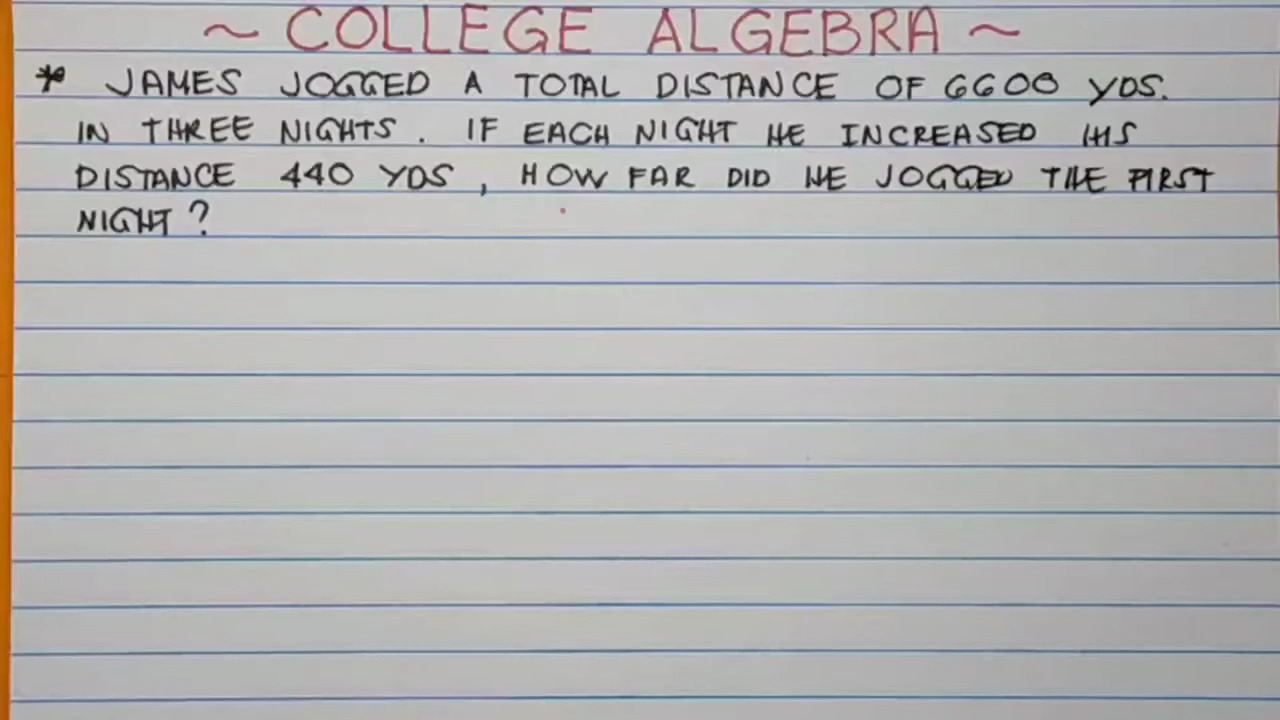 ~ COLLEGE ALGEBRA ~
* JAMES JOGGED A TOTAL DISTANCE OF 6600 YDS.
IN THREE NIGHTS. IF EACH NIGHT HE INCREASED HIS
DISTANCE 440 YDS, HOW FAR DID HE JOGGED THE FIRST
NIGHT?